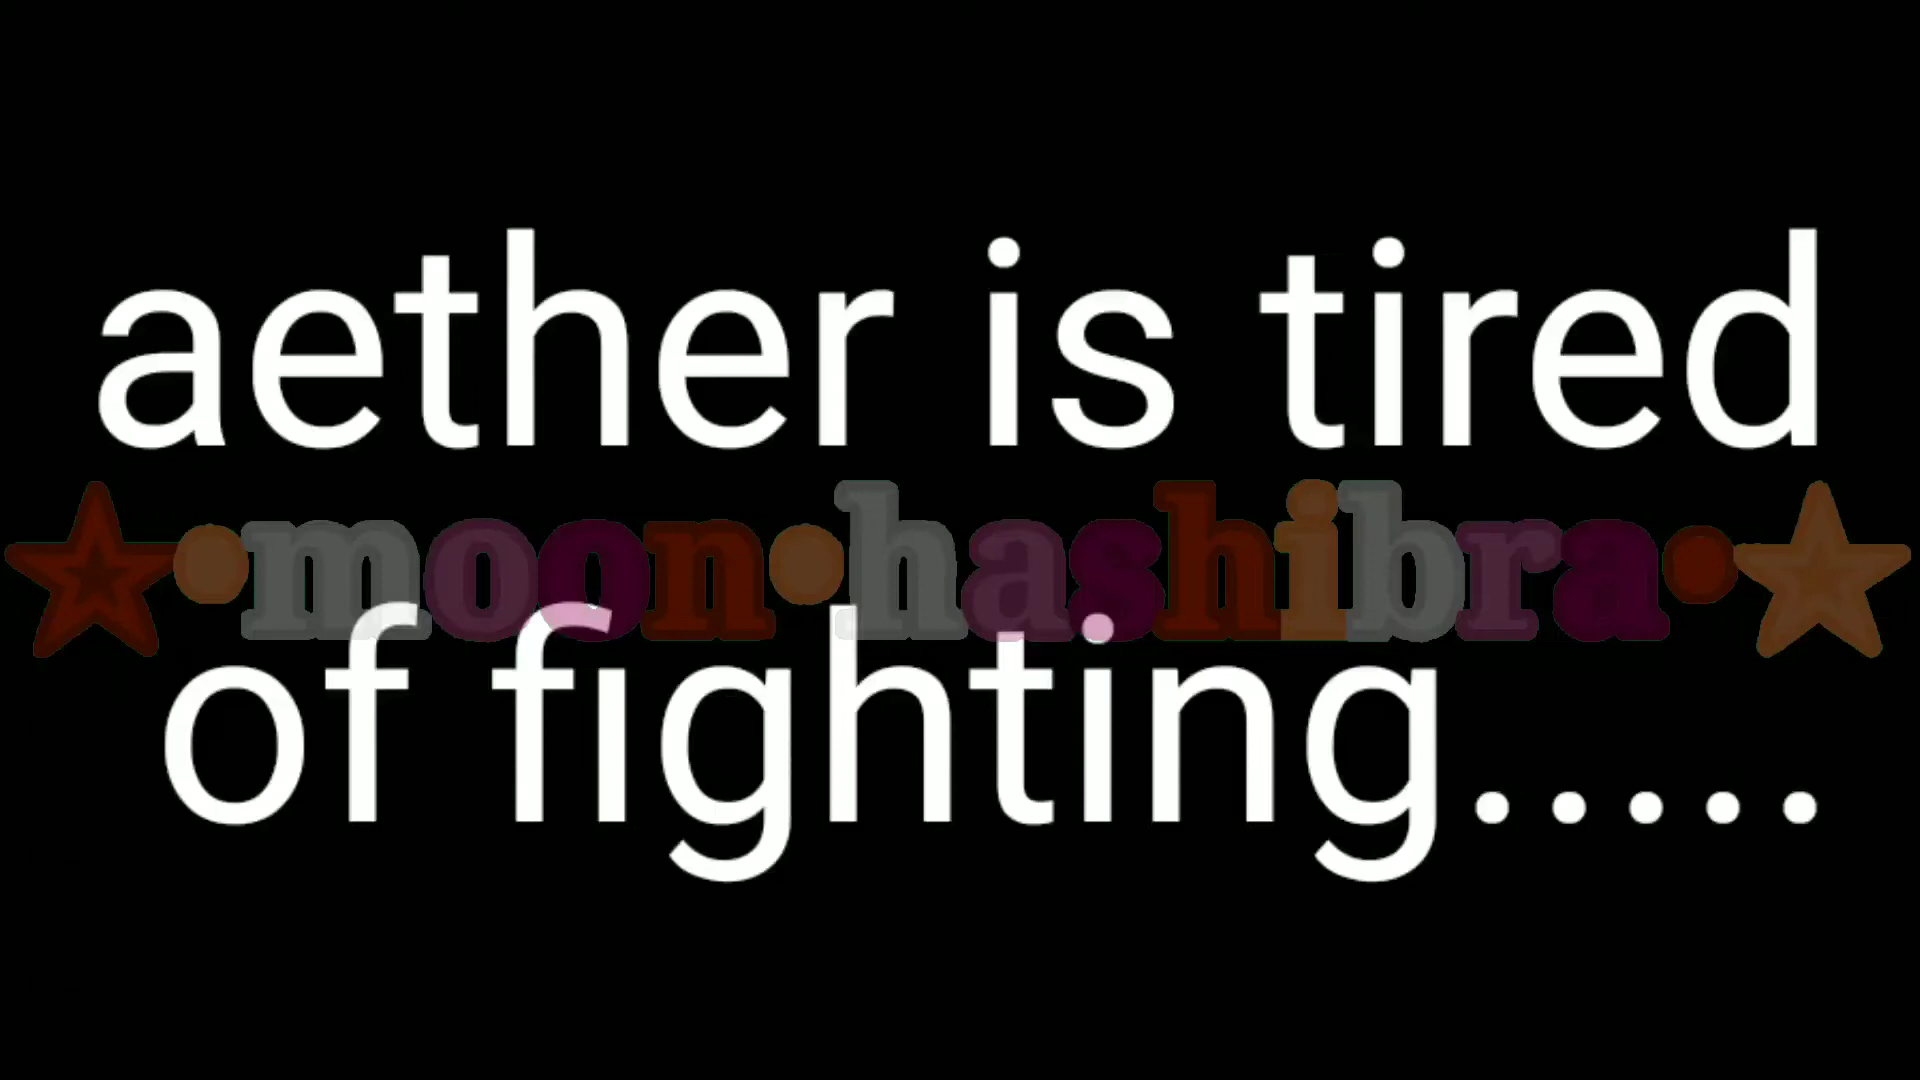 aether is tired
★•moon•hashibra•★
of fighting.....